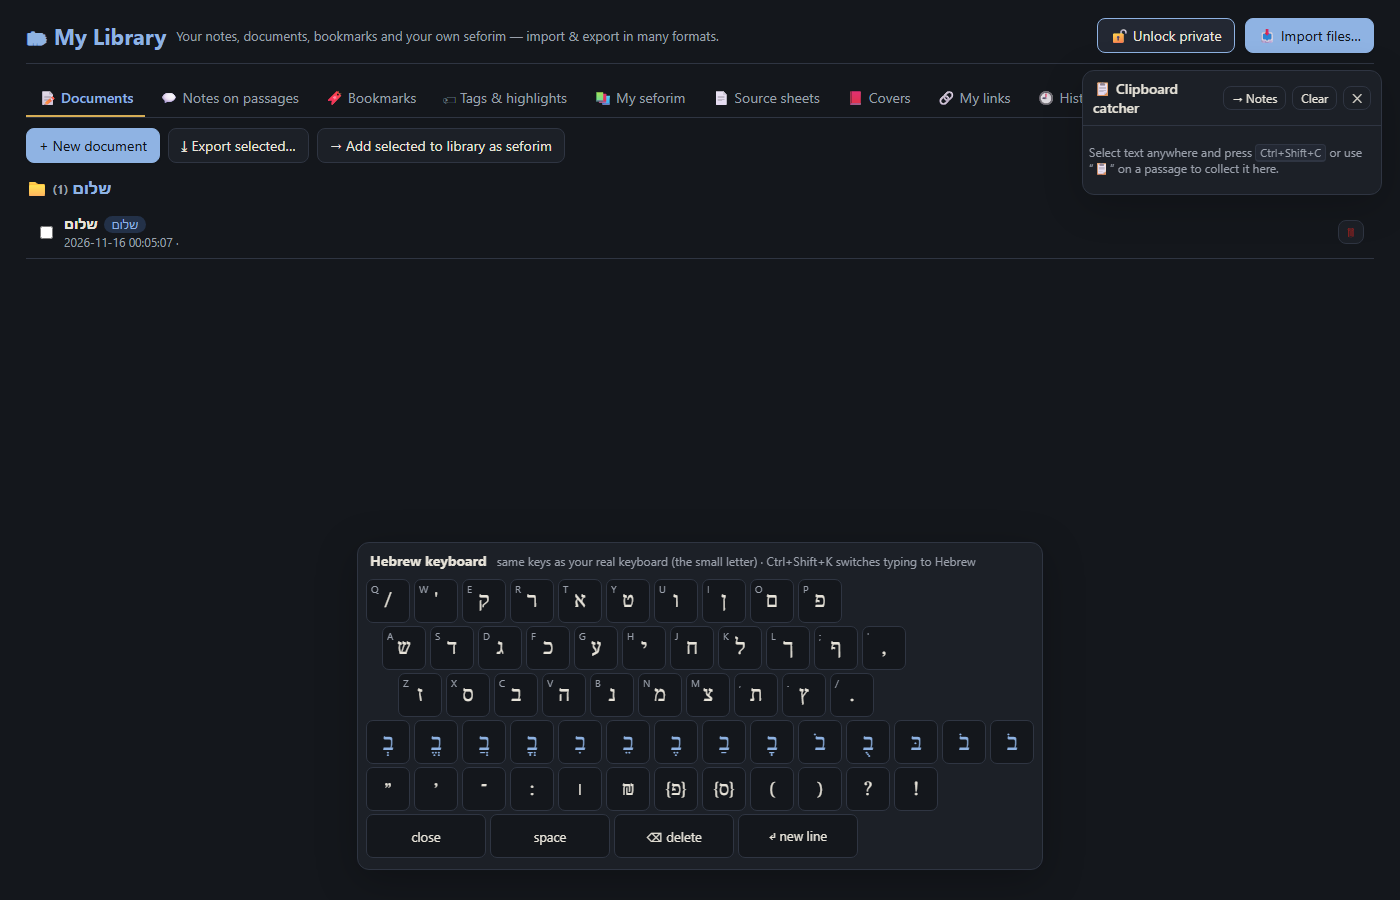 My Library Your notes, documents, bookmarks and your own seforim — import & export in many formats. Unlock private Import files...
Documents Notes on passages Bookmarks Tags & highlights My seforim Source sheets Covers My links Hist
Clipboard catcher → Notes Clear ✕
Select text anywhere and press Ctrl+Shift+C or use
"📋" on a passage to collect it here.
+ New document ⤓ Export selected... → Add selected to library as seforim
שלום (1)
שלום שלום
2026-11-16 00:05:07 ·
Hebrew keyboard same keys as your real keyboard (the small letter) · Ctrl+Shift+K switches typing to Hebrew
Q / W ' E ק R ר T א Y ט U ו I ן O ם P פ
A ש S ד D ג F כ G ע H י J ח K ל L ך ; ף ' ,
Z ז X ס C ב V ה B נ N מ M צ , ת . ץ / .
בְ בֱ בֲ בֳ בִ בֵ בֶ בַ בָ בֹ בֻ בּ
” ’ ־ : ׀ ₪ {פ} {ס} ( ) ? !
close space ⌫ delete ↲ new line